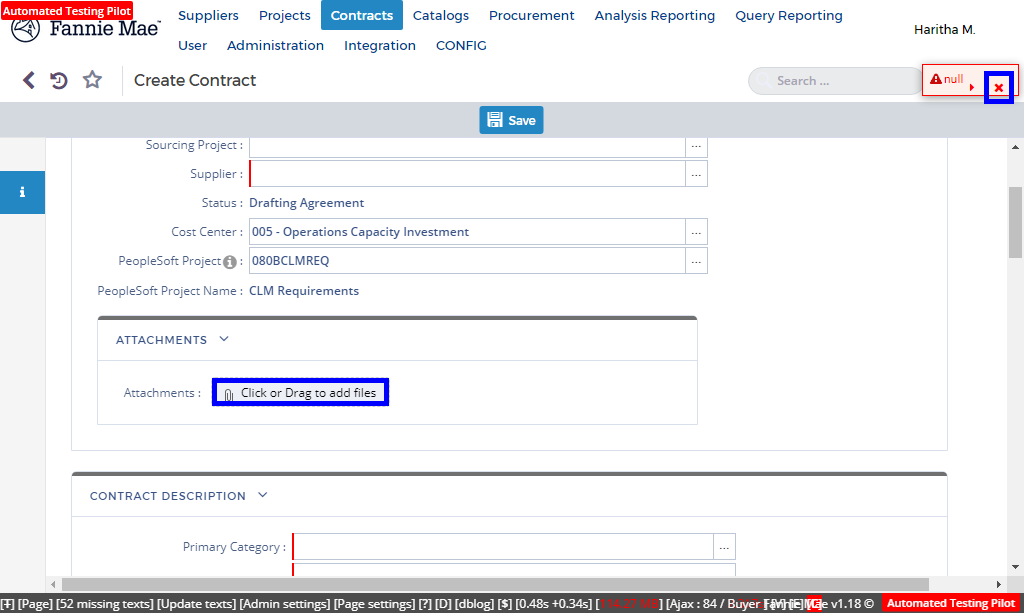 Automated Testing Pilot
Fannie Mae
Suppliers Projects Contracts Catalogs Procurement Analysis Reporting Query Reporting
User Administration Integration CONFIG
Haritha M.
Create Contract
Search ...
null
Save
Sourcing Project : ...
Supplier : ...
Status : Drafting Agreement
Cost Center : 005 - Operations Capacity Investment ...
PeopleSoft Project : 080BCLMREQ ...
PeopleSoft Project Name : CLM Requirements
ATTACHMENTS
Attachments : Click or Drag to add files
CONTRACT DESCRIPTION
Primary Category : ...
[Page] [52 missing texts] [Update texts] [Admin settings] [Page settings] [?] [D] [dblog] [$] [0.48s +0.34s] [Ajax : 84 / Buyer v1.18 © Automated Testing Pilot